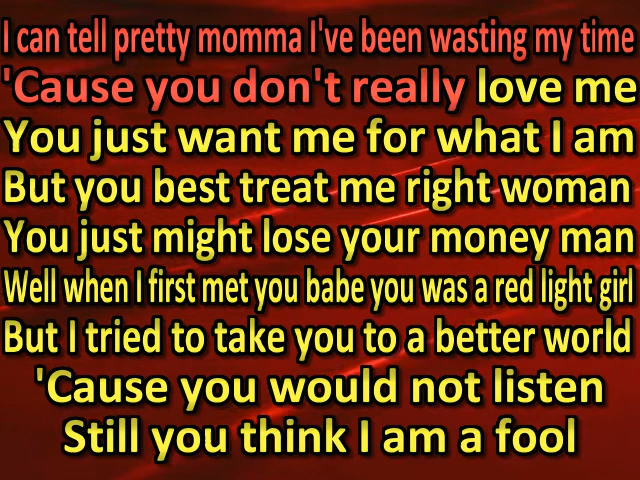 I can tell pretty momma I've been wasting my time
'Cause you don't really love me
You just want me for what I am
But you best treat me right woman
You just might lose your money man
Well when I first met you babe you was a red light girl
But I tried to take you to a better world
'Cause you would not listen
Still you think I am a fool